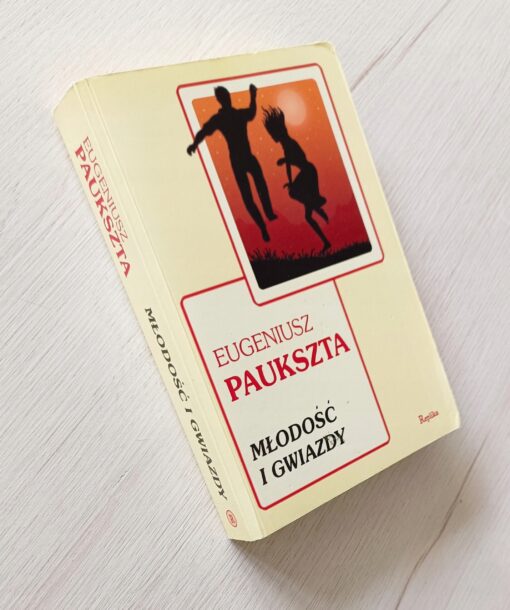 EUGENIUSZ
PAUKSZTA
MŁODOŚĆ I GWIAZDY
EUGENIUSZ
PAUKSZTA
MŁODOŚĆ
I GWIAZDY
Replika